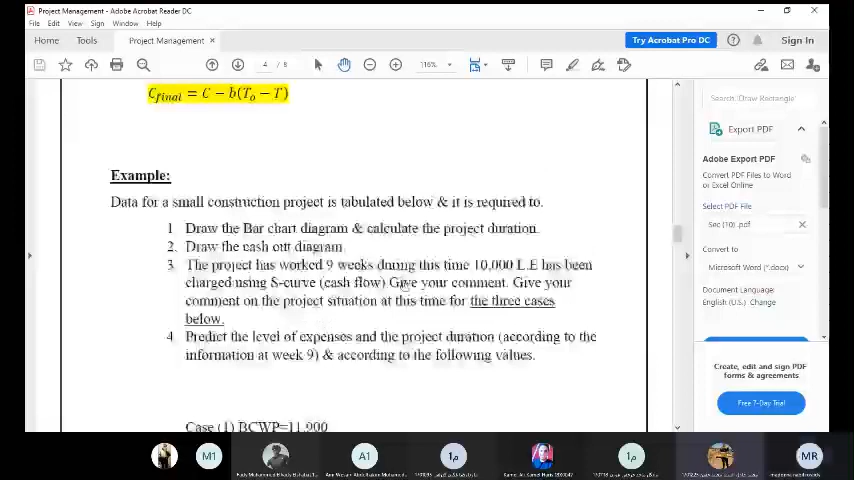 Project Management - Adobe Acrobat Reader DC
File Edit View Sign Window Help
Home Tools Project Management × Try Acrobat Pro DC Sign In
4 / 8 116%
C_final = C − b(T_o − T)
Example:
Data for a small construction project is tabulated below & it is required to.
1 Draw the Bar chart diagram & calculate the project duration.
2. Draw the cash out diagram
3 The project has worked 9 weeks during this time 10,000 L.E has been
charged using S-curve (cash flow) Give your comment. Give your
comment on the project situation at this time for the three cases
below.
4 Predict the level of expenses and the project duration (according to the
information at week 9) & according to the following values.
Case (1) BCWP=11,900
Search 'Draw Rectangle'
Export PDF
Adobe Export PDF
Convert PDF Files to Word
or Excel Online
Select PDF File
Sec (10) .pdf
Convert to
Microsoft Word (*.docx)
Document Language:
English (U.S.) Change
Create, edit and sign PDF
forms & agreements
Free 7-Day Trial
M1 A1 MR